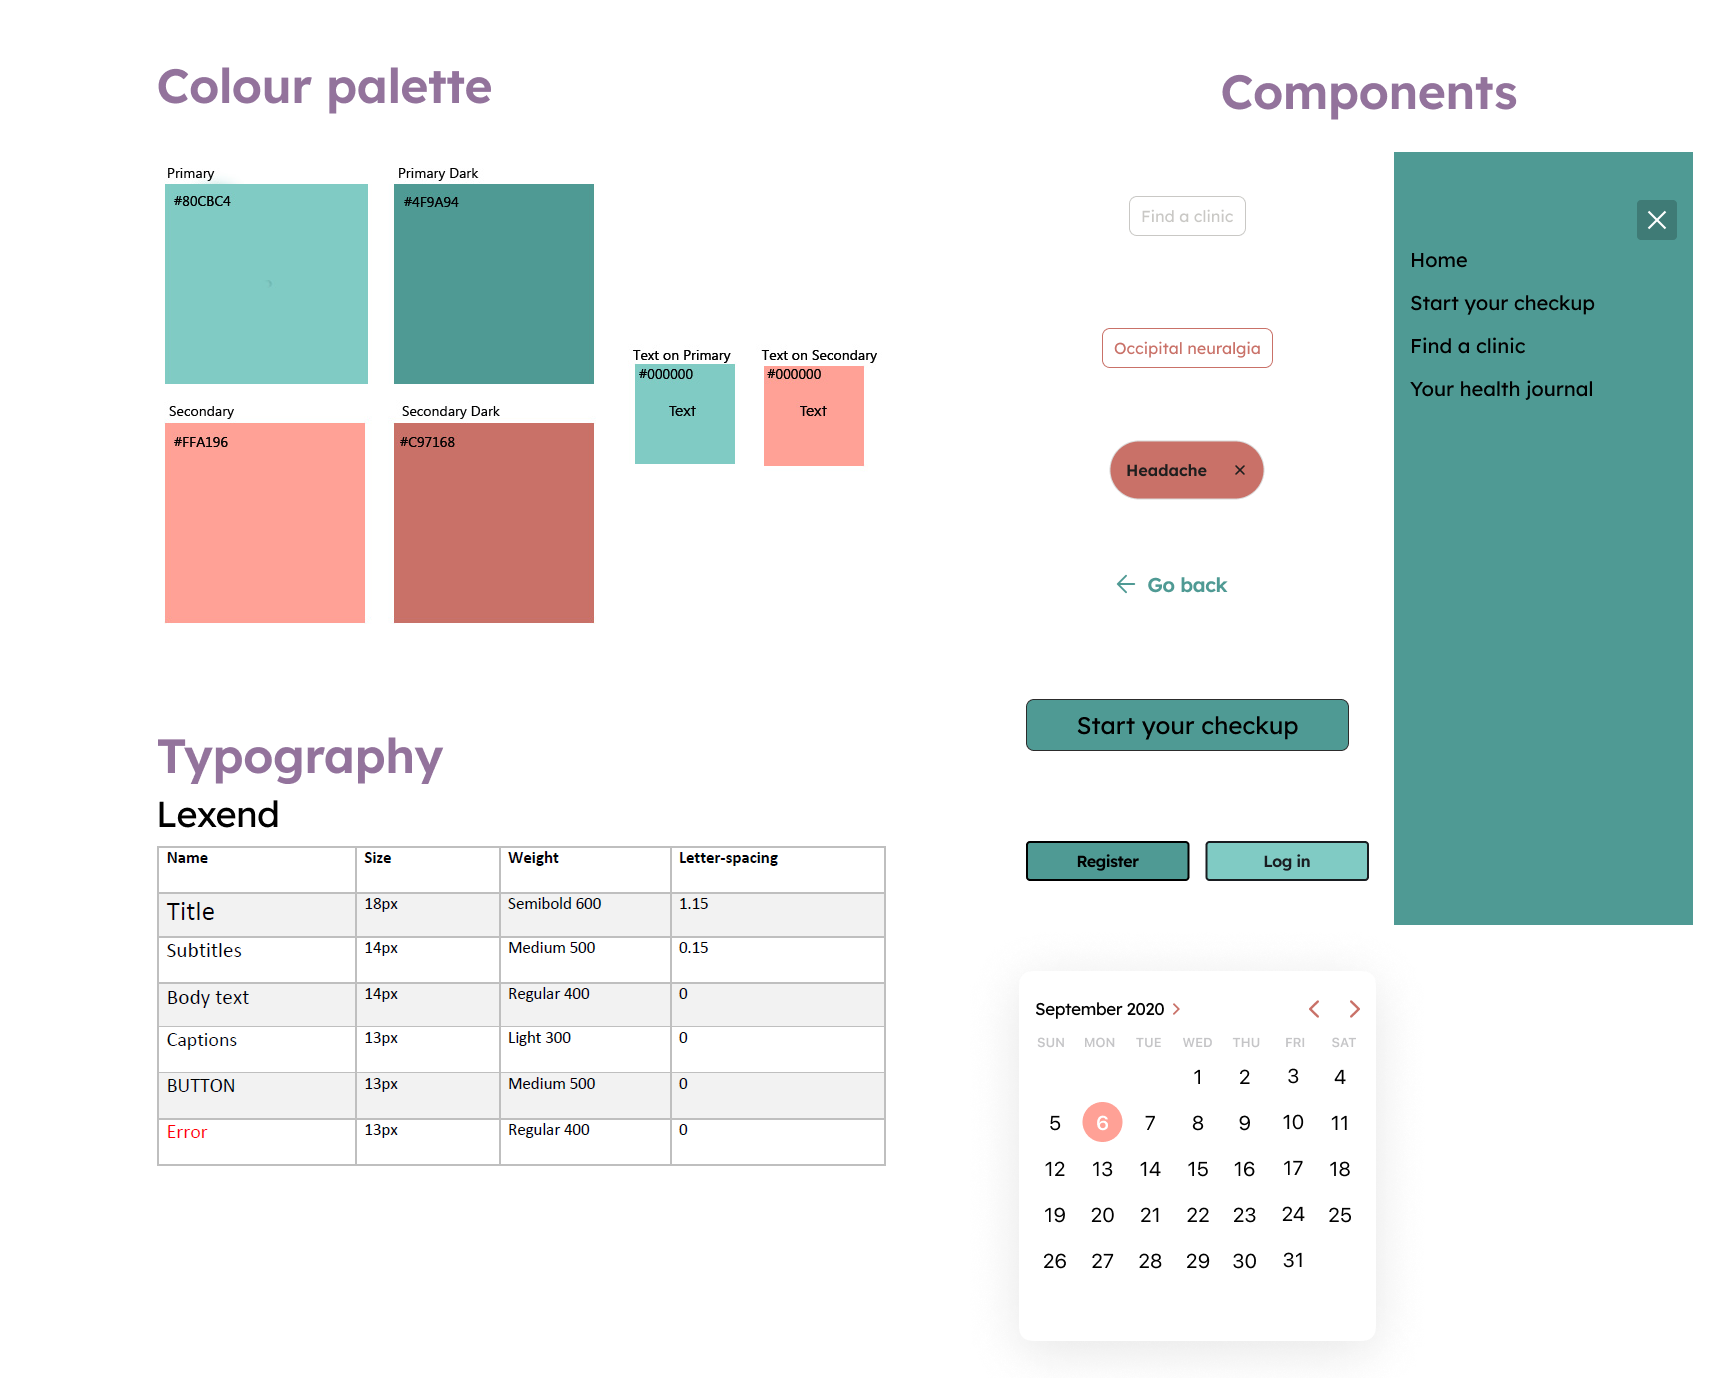 Colour palette
Primary
Primary Dark
#80CBC4
#4F9A94
Text on Primary
Text on Secondary
#000000
#000000
Text
Text
Secondary
Secondary Dark
#FFA196
#C97168
Typography
Lexend
Name Size Weight Letter-spacing
Title 18px Semibold 600 1.15
Subtitles 14px Medium 500 0.15
Body text 14px Regular 400 0
Captions 13px Light 300 0
BUTTON 13px Medium 500 0
Error 13px Regular 400 0
Components
Find a clinic
Occipital neuralgia
Headache
Go back
Start your checkup
Register
Log in
Home
Start your checkup
Find a clinic
Your health journal
September 2020
SUN MON TUE WED THU FRI SAT
1 2 3 4
5 6 7 8 9 10 11
12 13 14 15 16 17 18
19 20 21 22 23 24 25
26 27 28 29 30 31